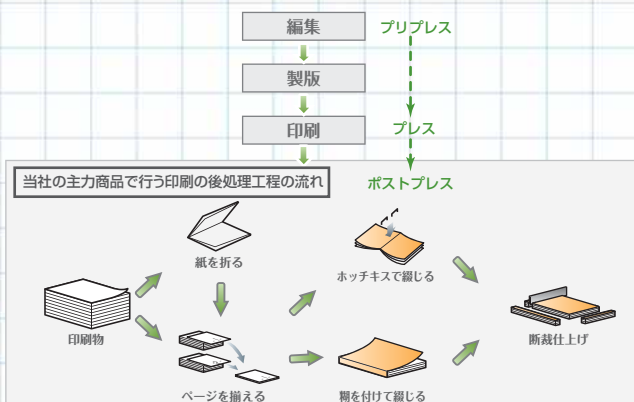 編集
プリプレス
製版
印刷
プレス
当社の主力商品で行う印刷の後処理工程の流れ
ポストプレス
紙を折る
ホッチキスで綴じる
印刷物
断裁仕上げ
ページを揃える
糊を付けて綴じる